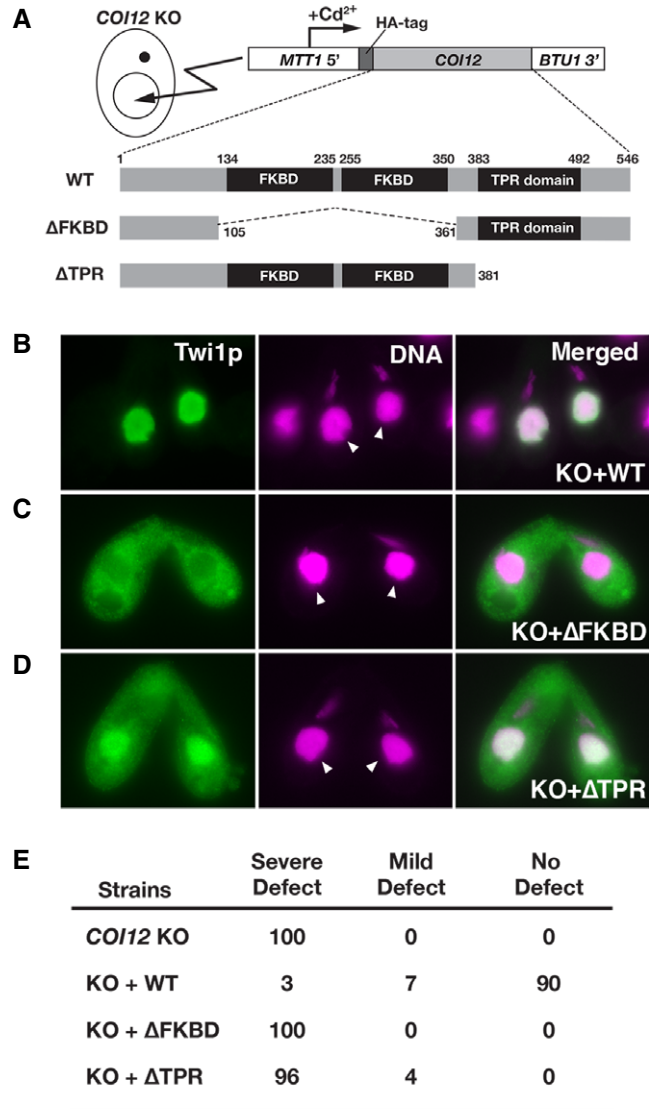 A
COI12 KO
+Cd2+
HA-tag
MTT1 5’
COI12
BTU1 3’
1 134 235 255 350 383 492 546
WT FKBD FKBD TPR domain
ΔFKBD 105 361 TPR domain
ΔTPR FKBD FKBD 381
B
Twi1p DNA Merged
KO+WT
C
KO+ΔFKBD
D
KO+ΔTPR
E
Strains Severe Defect Mild Defect No Defect
COI12 KO 100 0 0
KO + WT 3 7 90
KO + ΔFKBD 100 0 0
KO + ΔTPR 96 4 0